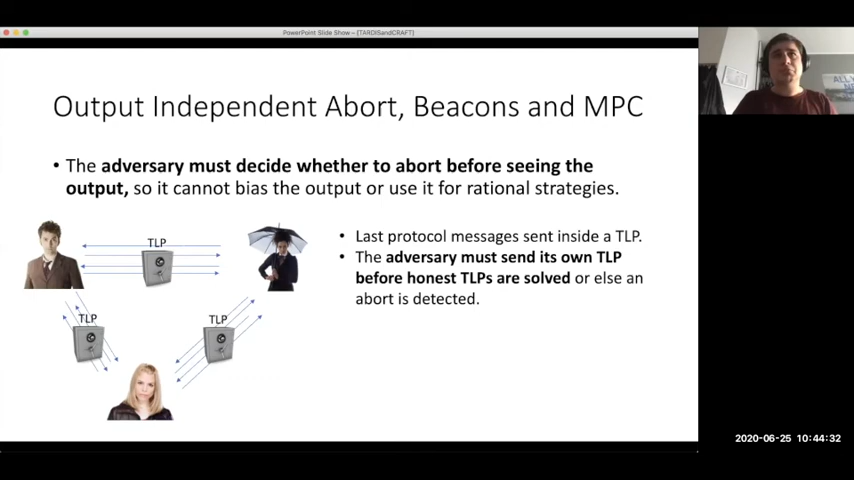 PowerPoint Slide Show - [TARDISandCRAFT]
Output Independent Abort, Beacons and MPC
• The adversary must decide whether to abort before seeing the
output, so it cannot bias the output or use it for rational strategies.
TLP
• Last protocol messages sent inside a TLP.
• The adversary must send its own TLP
before honest TLPs are solved or else an
abort is detected.
TLP
TLP
2020-06-25 10:44:32